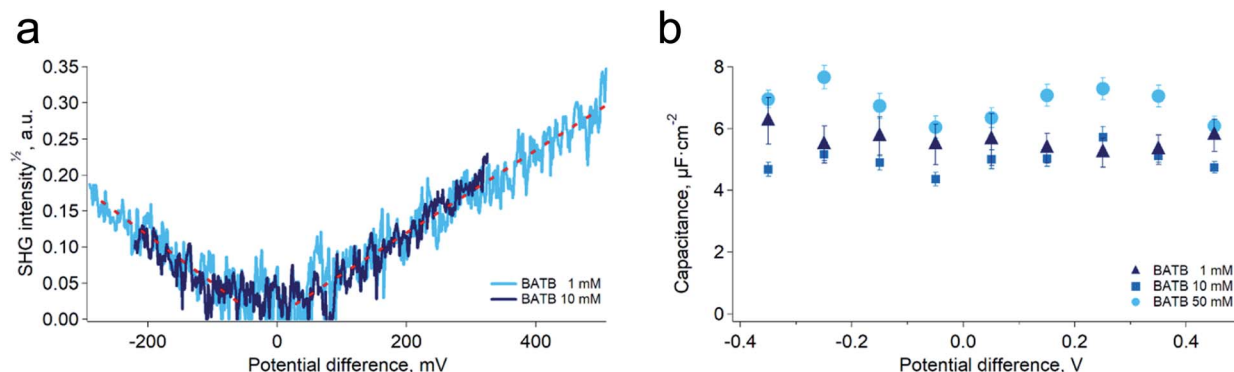 a
SHG intensity½, a.u.
0.35
0.30
0.25
0.20
0.15
0.10
0.05
0.00
-200
0
200
400
Potential difference, mV
BATB 1 mM
BATB 10 mM
b
Capacitance, μF·cm⁻²
8
6
4
2
0
-0.4
-0.2
0.0
0.2
0.4
Potential difference, V
BATB 1 mM
BATB 10 mM
BATB 50 mM